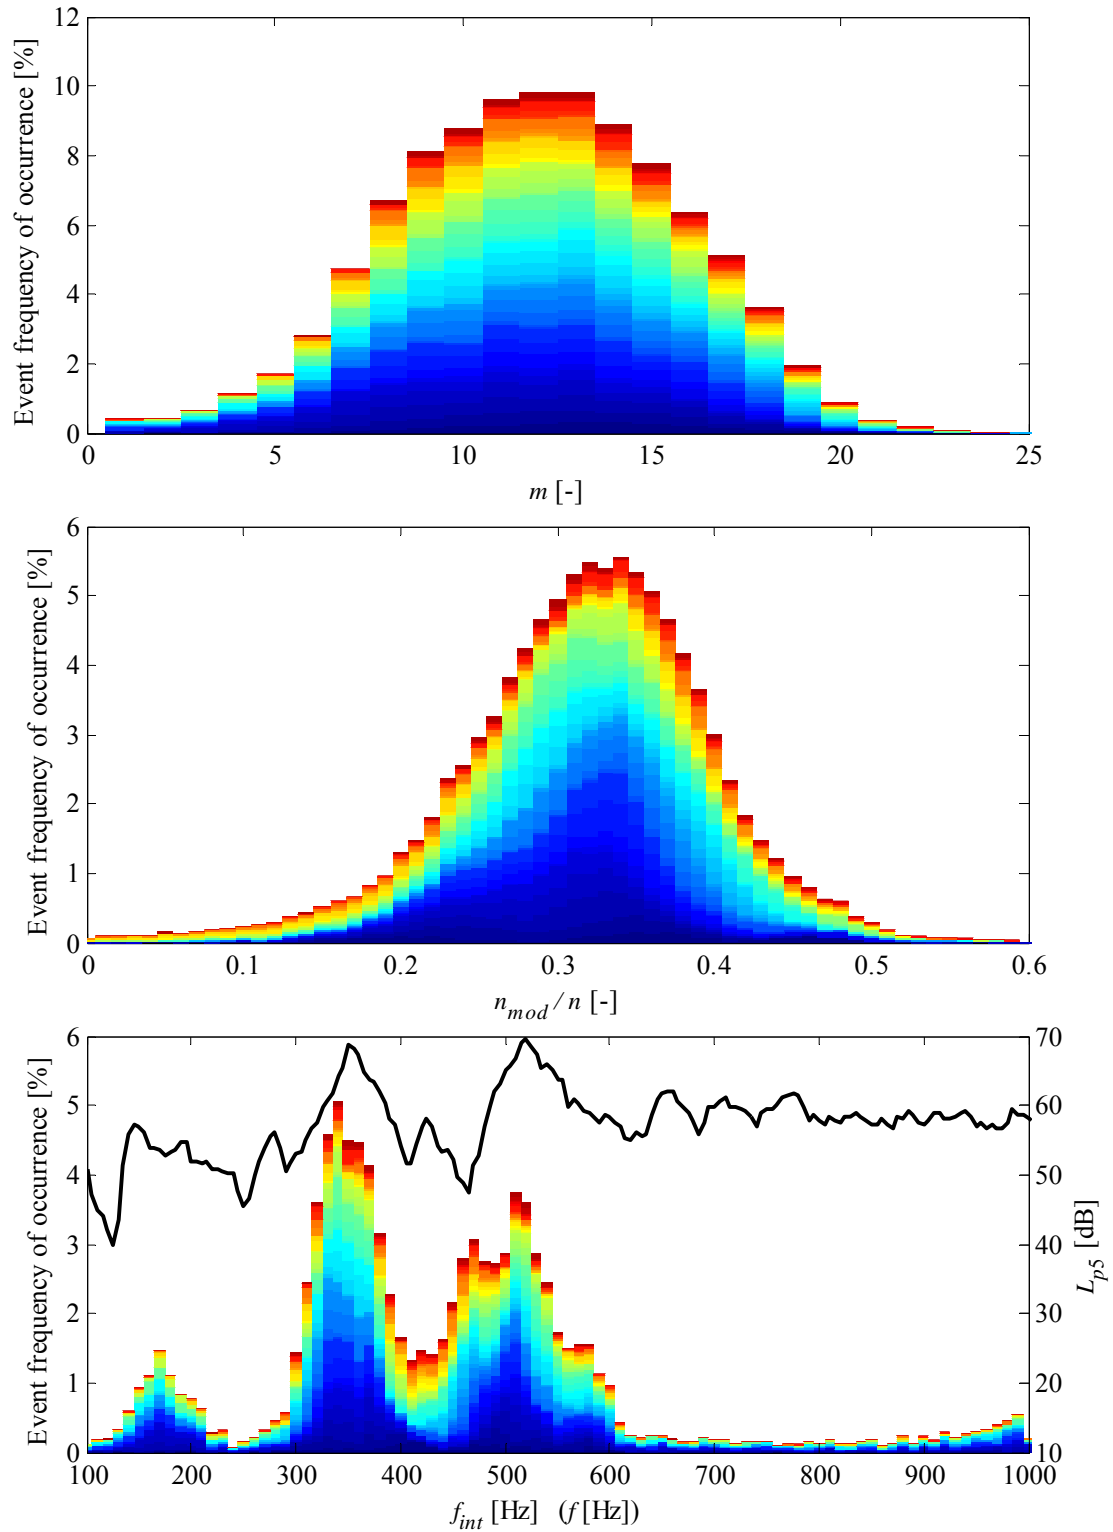 12
10
8
6
4
2
0
Event frequency of occurrence [%]
0 5 10 15 20 25
m [-]
6
5
4
3
2
1
0
Event frequency of occurrence [%]
0 0.1 0.2 0.3 0.4 0.5 0.6
n_mod / n [-]
6
5
4
3
2
1
0
Event frequency of occurrence [%]
70
60
50
40
30
20
10
L_p5 [dB]
100 200 300 400 500 600 700 800 900 1000
f_int [Hz] (f [Hz])